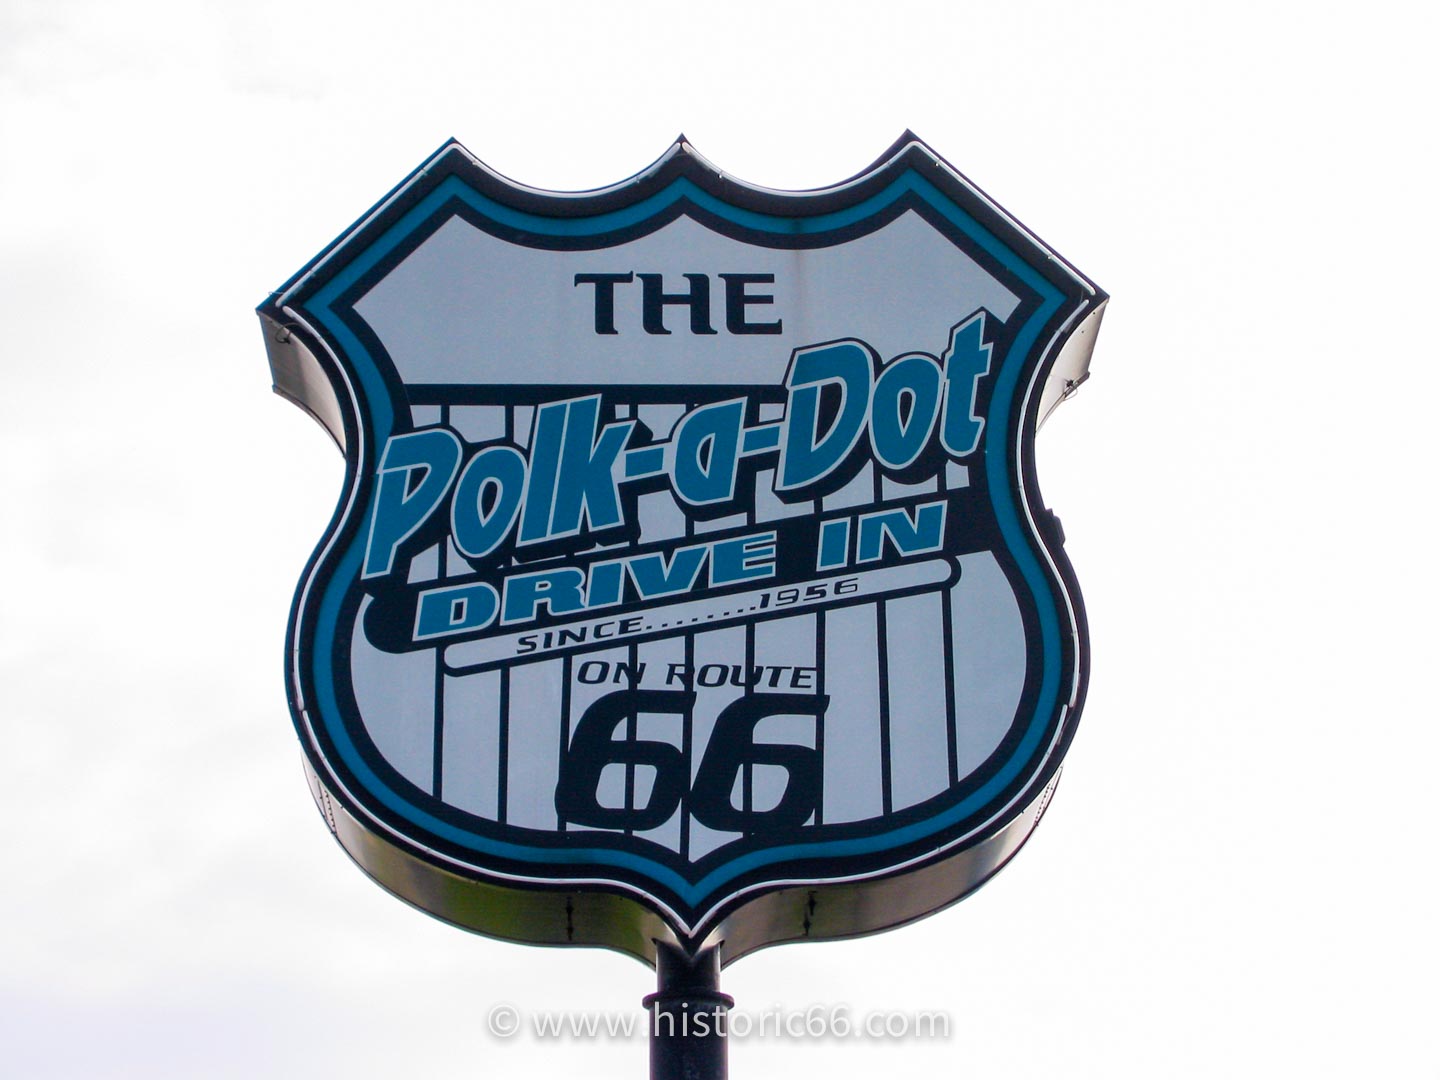 THE
Polk-a-Dot
DRIVE IN
SINCE........1956
ON ROUTE
66
© www.historic66.com